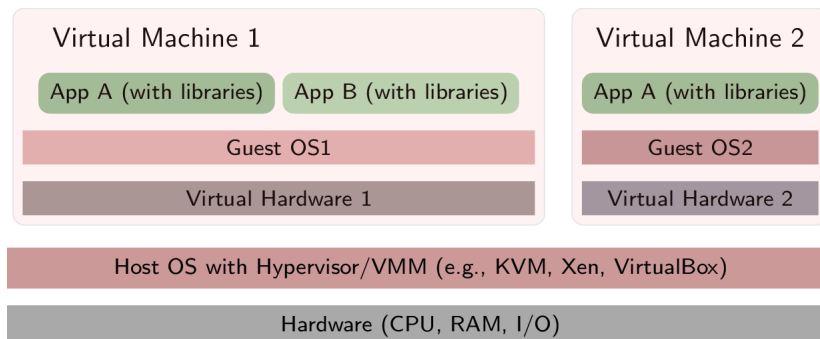 Virtual Machine 1
App A (with libraries)
App B (with libraries)
Guest OS1
Virtual Hardware 1
Virtual Machine 2
App A (with libraries)
Guest OS2
Virtual Hardware 2
Host OS with Hypervisor/VMM (e.g., KVM, Xen, VirtualBox)
Hardware (CPU, RAM, I/O)